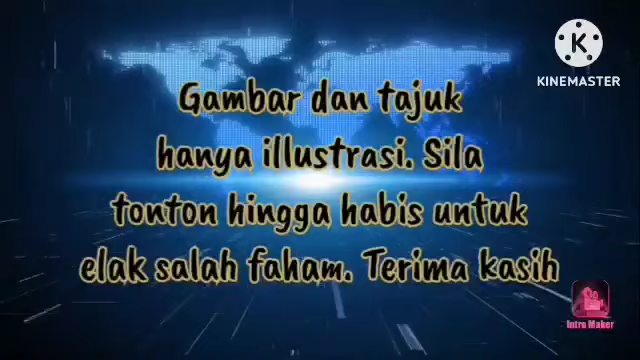 KINEMASTER
Gambar dan tajuk
hanya illustrasi. Sila
tonton hingga habis untuk
elak salah faham. Terima kasih
Intro Maker